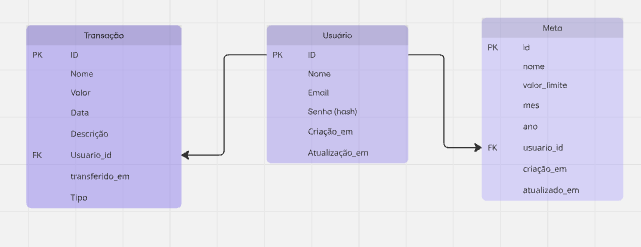 Transação
PK ID
Nome
Valor
Data
Descrição
FK Usuario_id
transferido_em
Tipo
Usuário
PK ID
Nome
Email
Senha (hash)
Criação_em
Atualização_em
Meta
PK id
nome
valor_limite
mes
ano
FK usuario_id
criação_em
atualizado_em